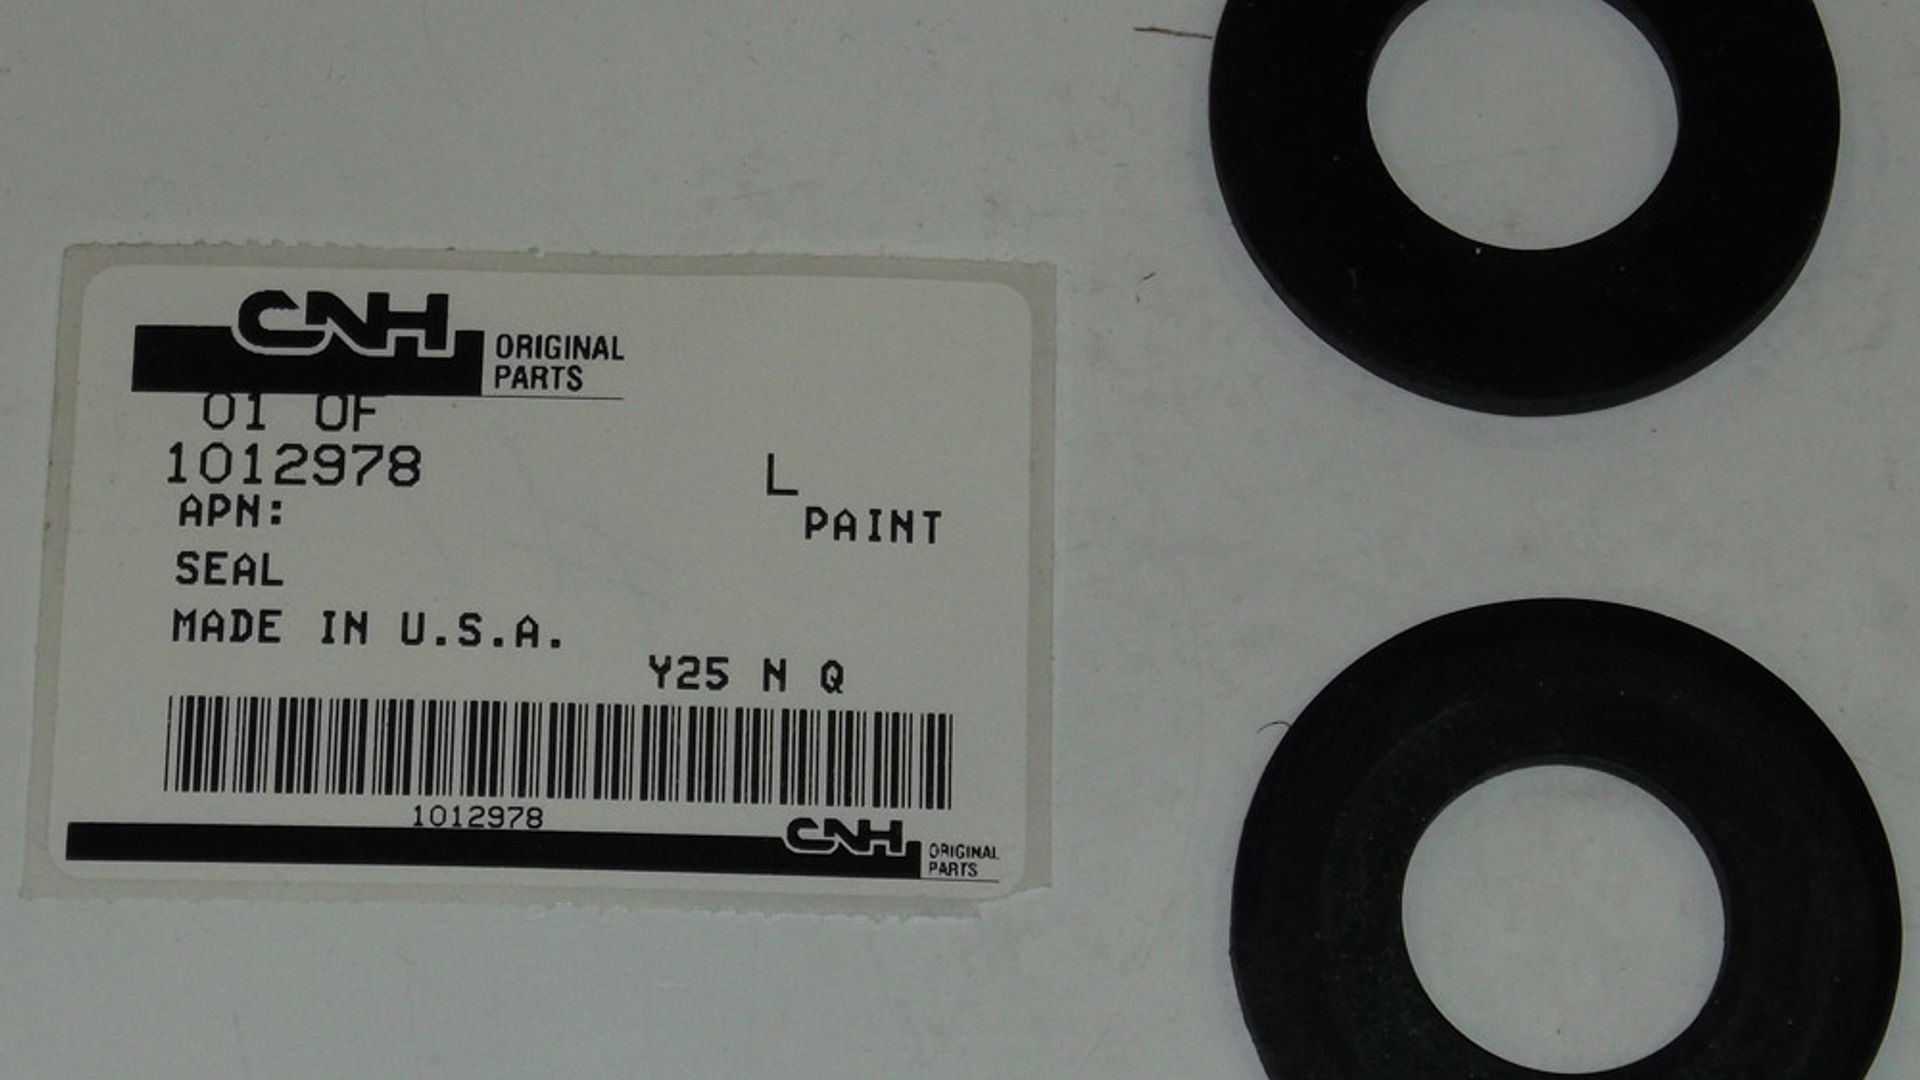 CNH ORIGINAL
PARTS
01 OF
1012978
L
APN:
PAINT
SEAL
MADE IN U.S.A.
Y25 N Q
1012978
CNH ORIGINAL
PARTS